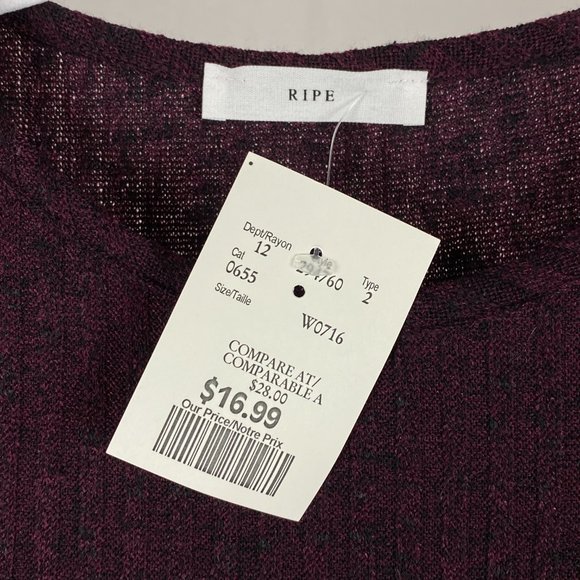 RIPE
Dept/Rayon
12 /60
Cat Type
0655 2
Size/Taille
W0716
COMPARE AT/
COMPARABLE A
$28.00
$16.99
Our Price/Notre Prix